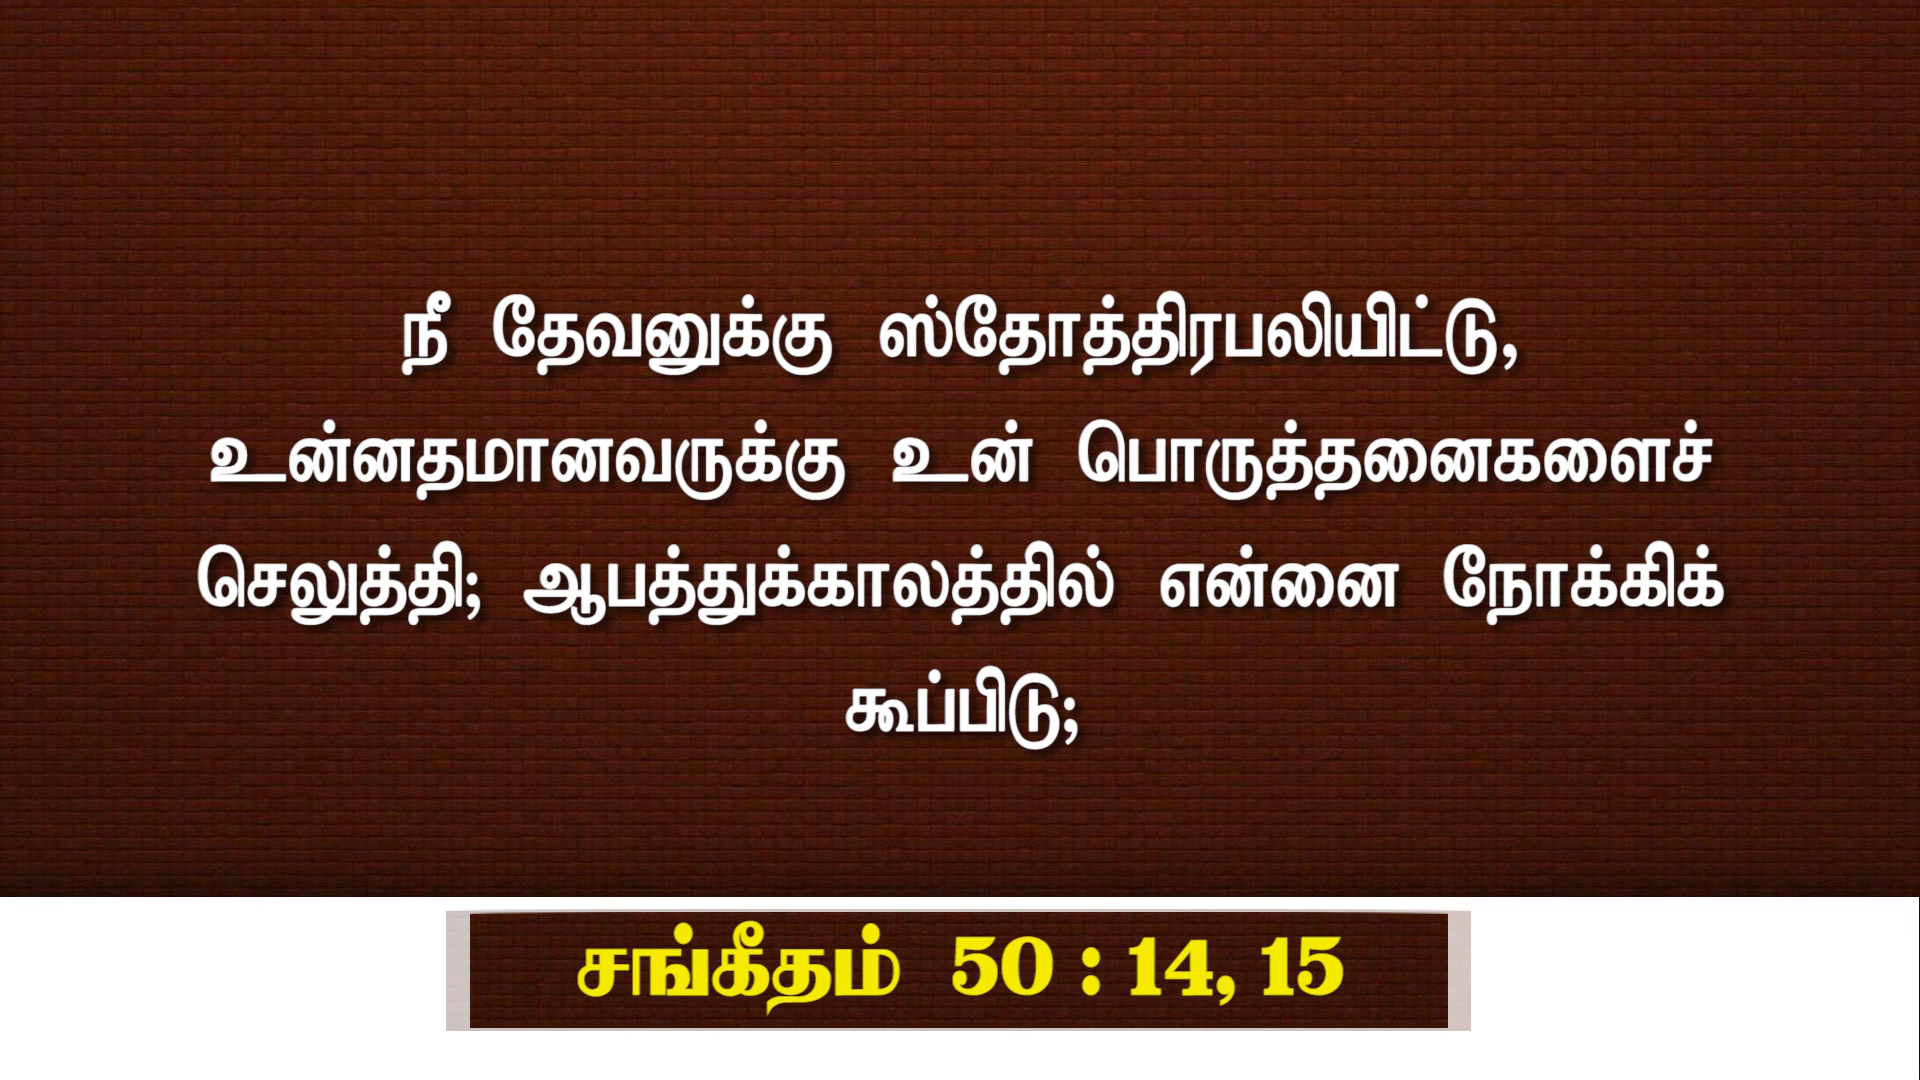 நீ தேவனுக்கு ஸ்தோத்திரபலியிட்டு,
உன்னதமானவருக்கு உன் பொருத்தனைகளைச்
செலுத்தி; ஆபத்துக்காலத்தில் என்னை நோக்கிக்
கூப்பிடு;
சங்கீதம் 50 : 14, 15